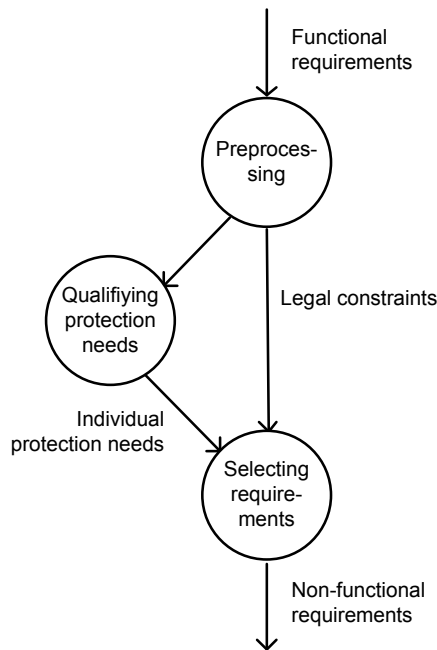 Functional
requirements
Preproces-
sing
Qualifiying
protection
needs
Legal constraints
Individual
protection needs
Selecting
require-
ments
Non-functional
requirements